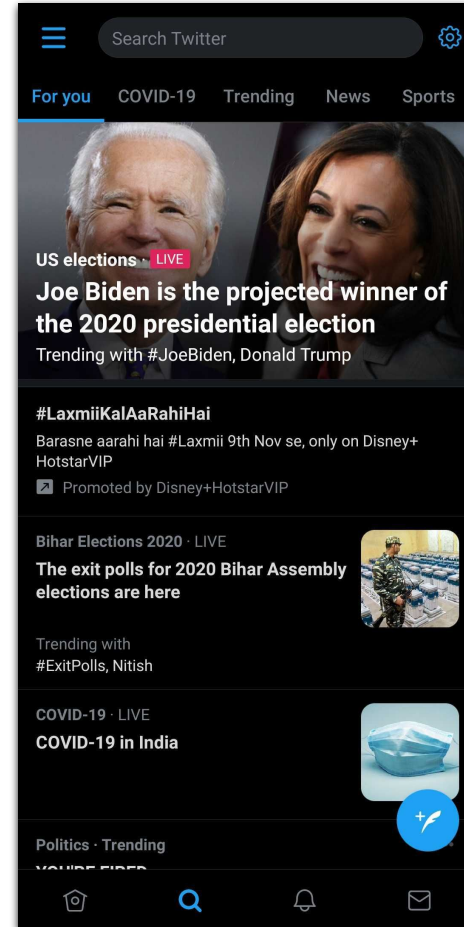 Search Twitter
For you COVID-19 Trending News Sports
US elections · LIVE
Joe Biden is the projected winner of
the 2020 presidential election
Trending with #JoeBiden, Donald Trump
#LaxmiiKalAaRahiHai
Barasne aarahi hai #Laxmii 9th Nov se, only on Disney+
HotstarVIP
Promoted by Disney+HotstarVIP
Bihar Elections 2020 · LIVE
The exit polls for 2020 Bihar Assembly
elections are here
Trending with
#ExitPolls, Nitish
COVID-19 · LIVE
COVID-19 in India
Politics · Trending
YOU'RE FIRED